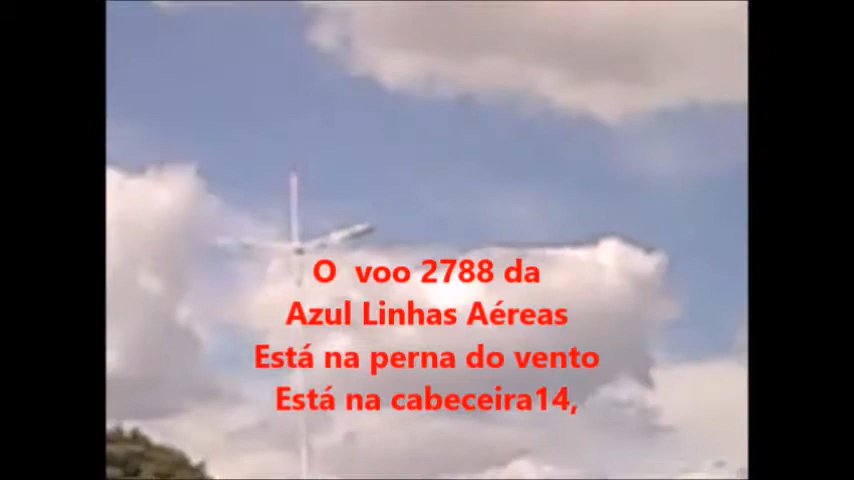 O voo 2788 da
Azul Linhas Aéreas
Está na perna do vento
Está na cabeceira14,